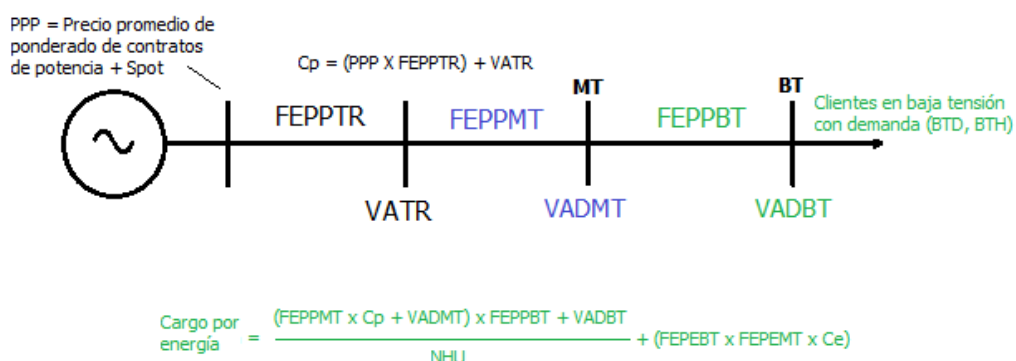 PPP = Precio promedio de
ponderado de contratos
de potencia + Spot
Cp = (PPP X FEPPTR) + VATR
MT
BT
FEPPTR
FEPPMT
FEPPBT
Clientes en baja tensión
con demanda (BTD, BTH)
VATR
VADMT
VADBT
Cargo por
energía
=
(FEPPMT x Cp + VADMT) x FEPPBT + VADBT
NHU
+ (FEPEBT x FEPEMT x Ce)